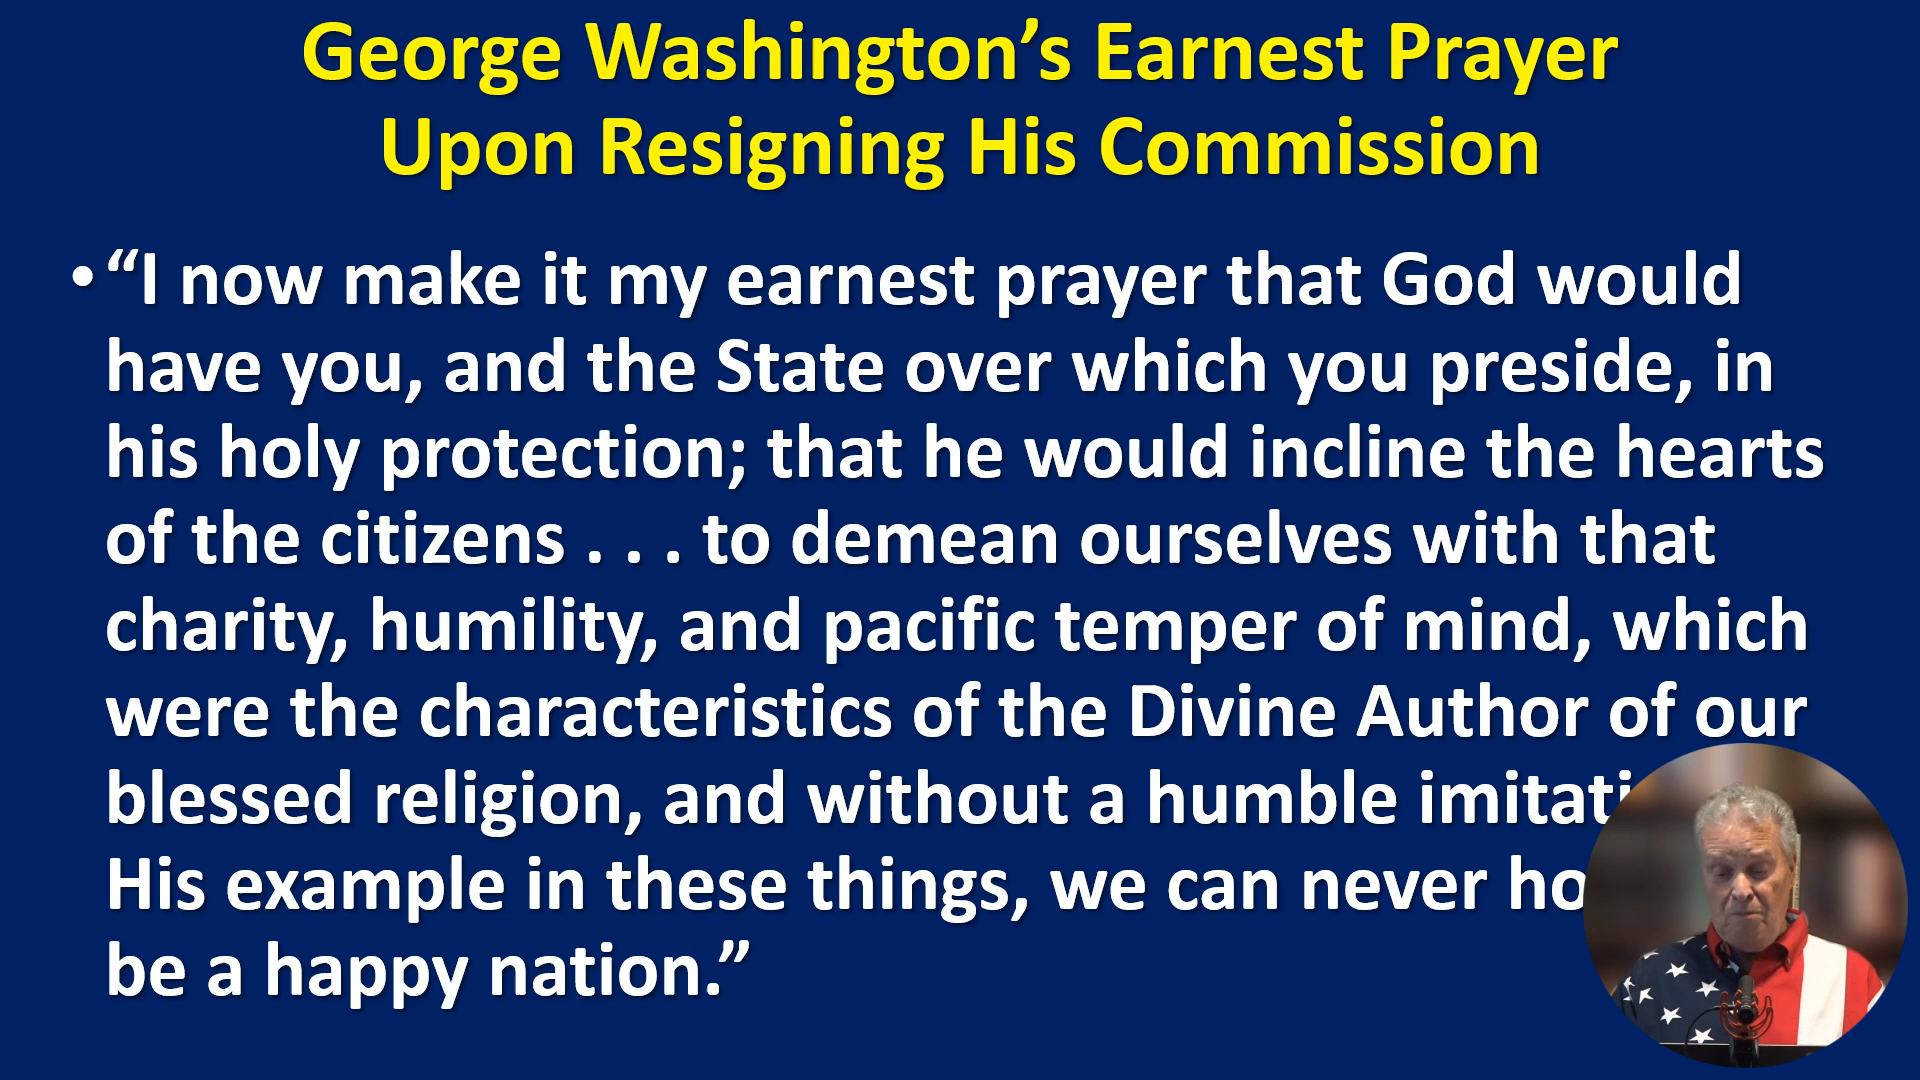 George Washington’s Earnest Prayer
Upon Resigning His Commission
• “I now make it my earnest prayer that God would
have you, and the State over which you preside, in
his holy protection; that he would incline the hearts
of the citizens . . . to demean ourselves with that
charity, humility, and pacific temper of mind, which
were the characteristics of the Divine Author of our
blessed religion, and without a humble
His example in these things, we can never
be a happy nation.”